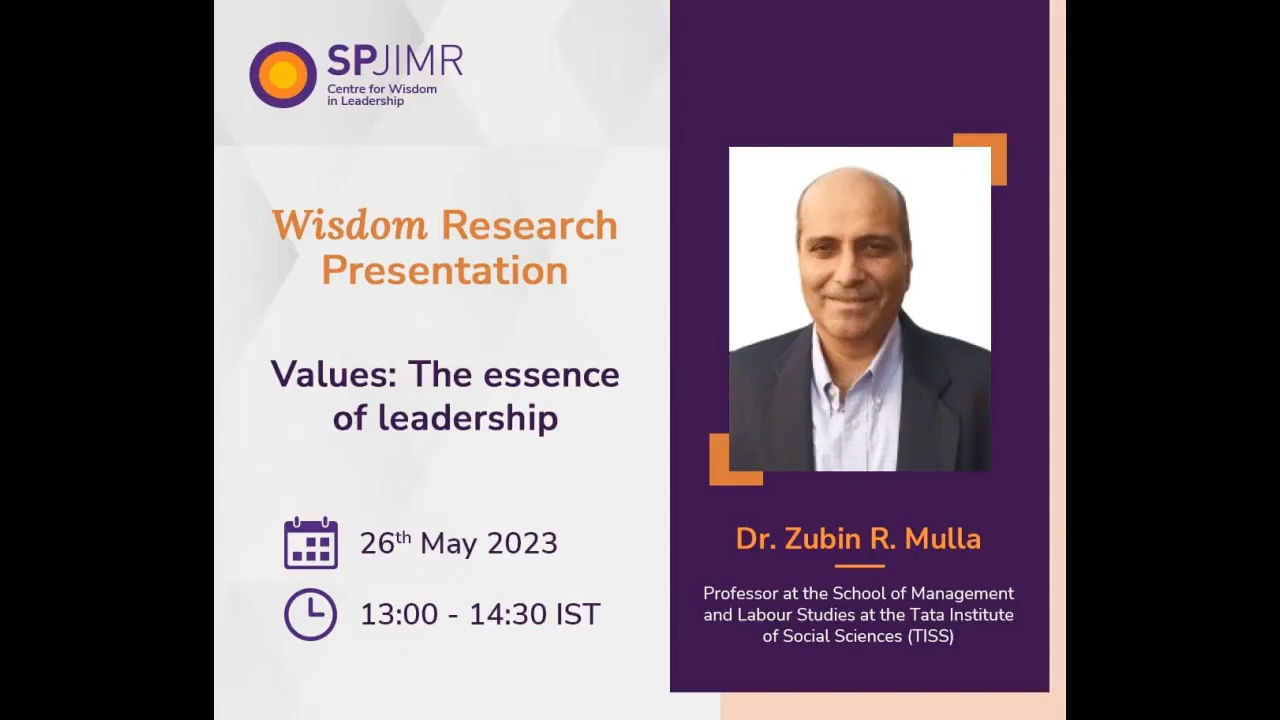 SPJIMR
Centre for Wisdom
in Leadership
Wisdom Research
Presentation
Values: The essence
of leadership
26th May 2023
13:00 - 14:30 IST
Dr. Zubin R. Mulla
Professor at the School of Management
and Labour Studies at the Tata Institute
of Social Sciences (TISS)